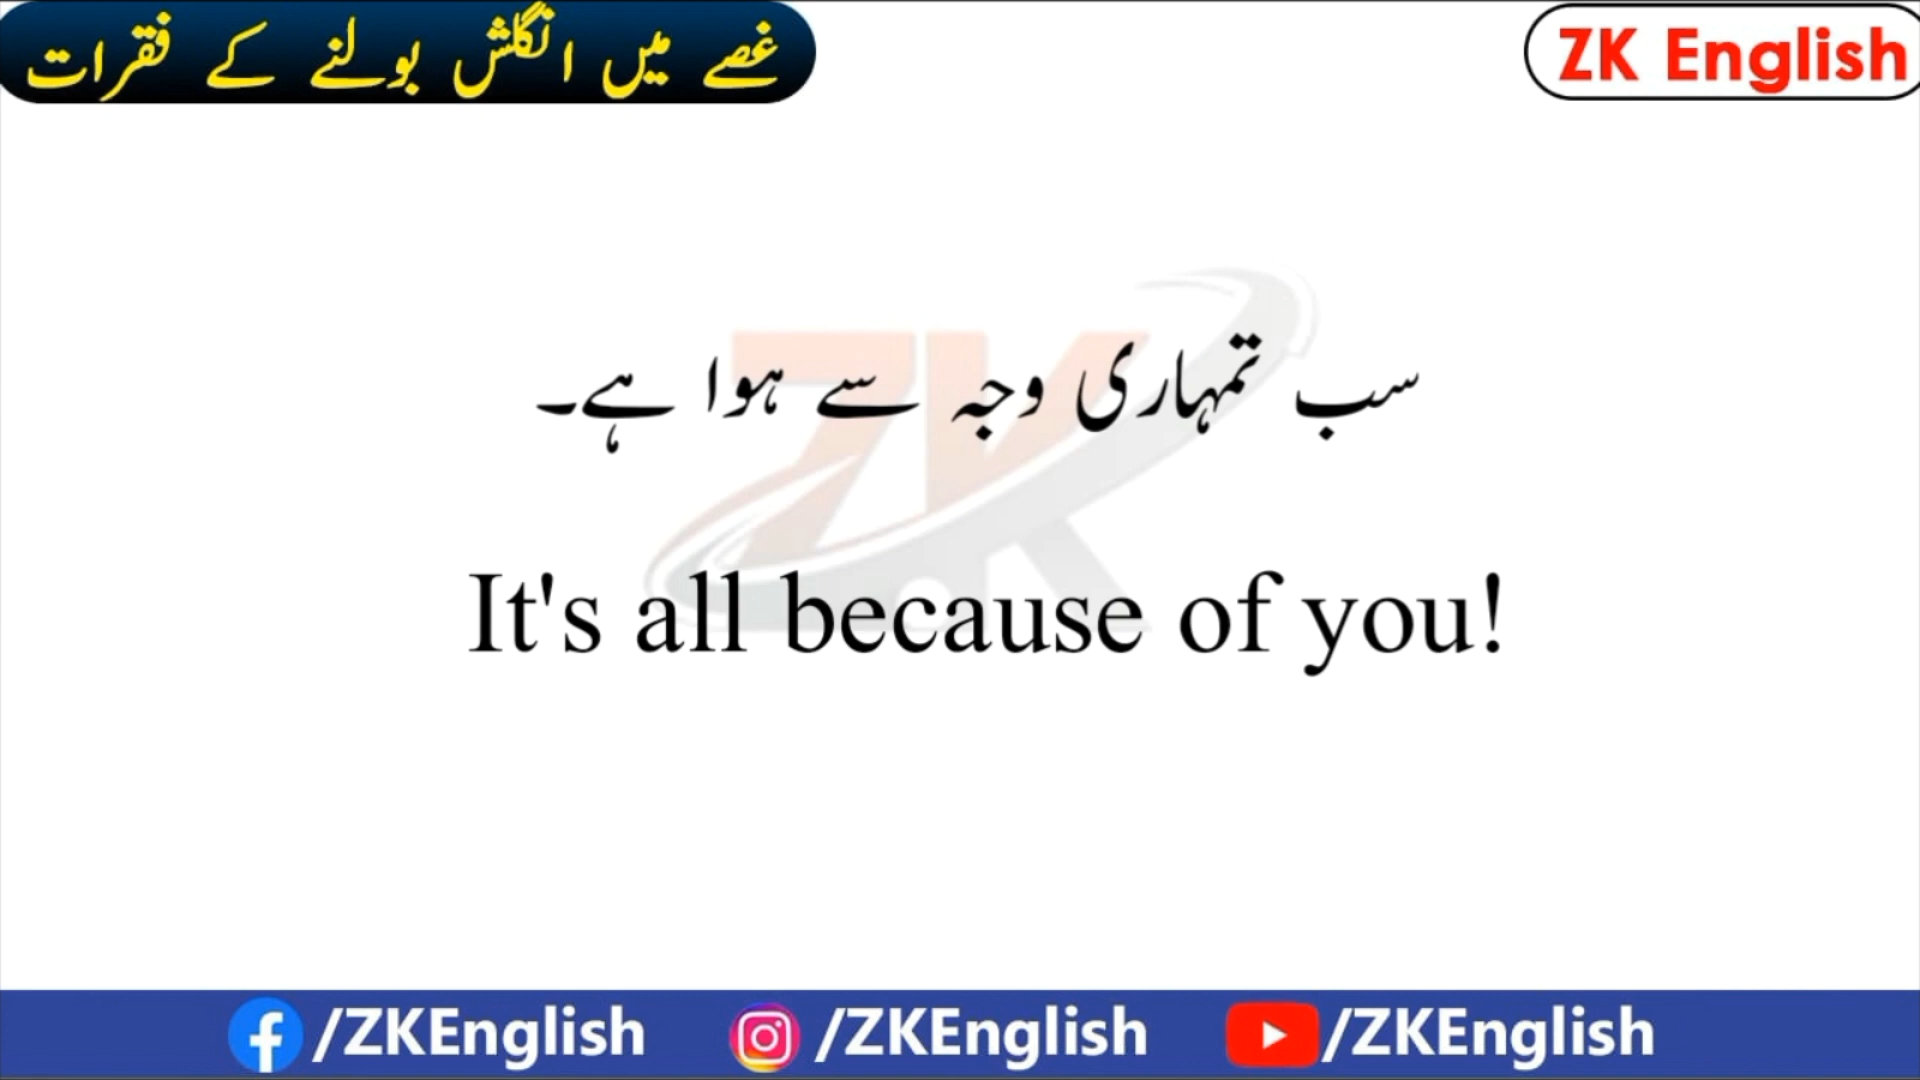 غصے میں انگلش بولنے کے فقرات
ZK English
سب تمہاری وجہ سے ہوا ہے۔
ZK
It's all because of you!
/ZKEnglish /ZKEnglish /ZKEnglish